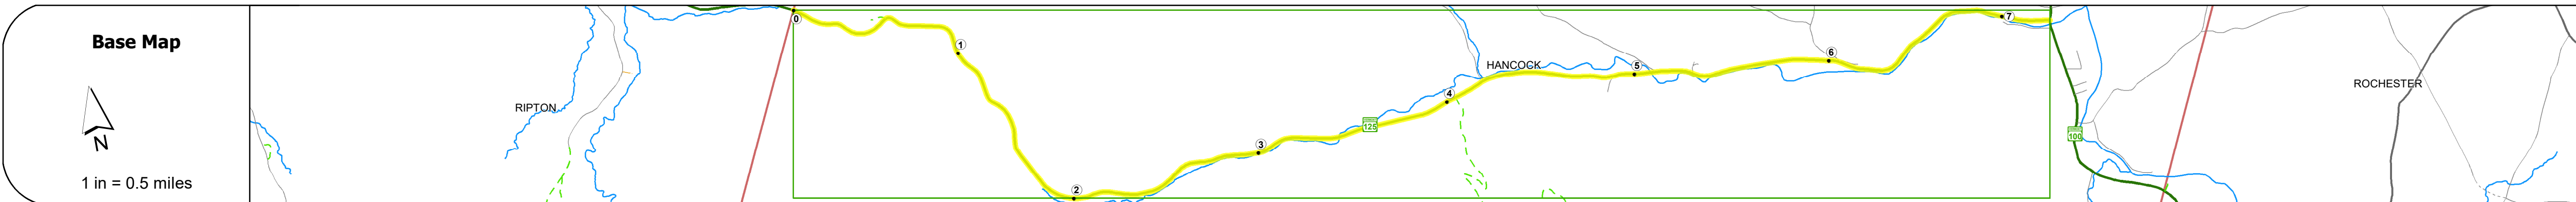 Base Map
N
1 in = 0.5 miles
RIPTON
0
1
2
3
125
4
HANCOCK
5
6
7
100
ROCHESTER